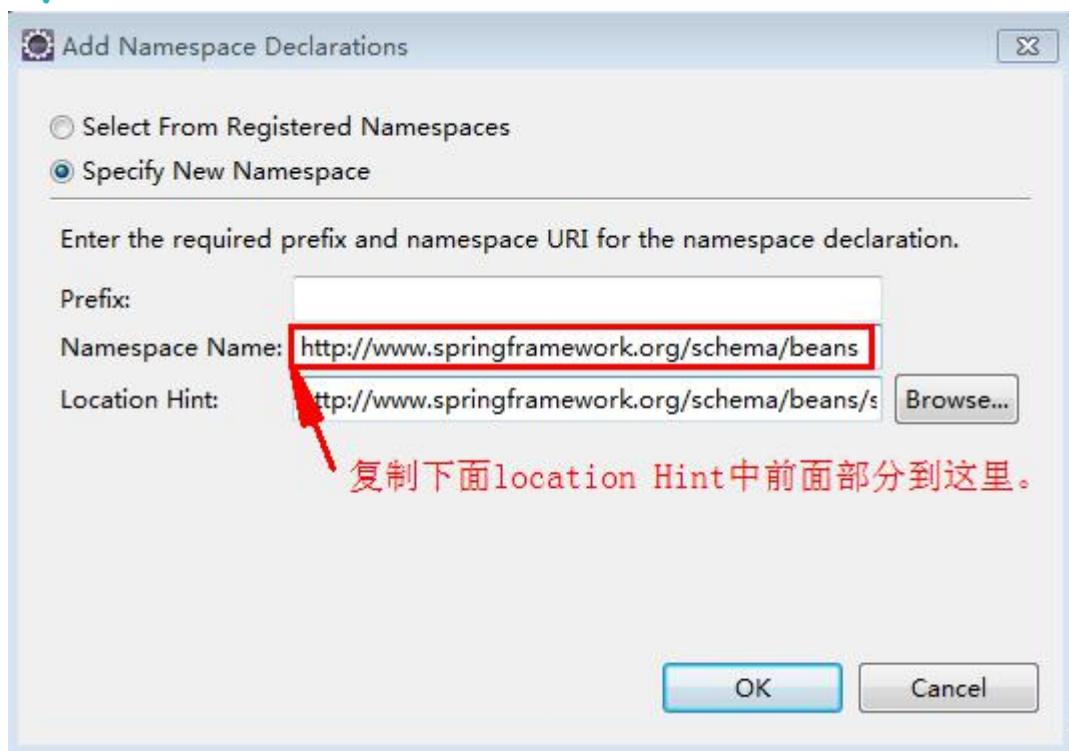 Add Namespace Declarations
Select From Registered Namespaces
Specify New Namespace
Enter the required prefix and namespace URI for the namespace declaration.
Prefix:
Namespace Name: http://www.springframework.org/schema/beans
Location Hint: http://www.springframework.org/schema/beans/s Browse...
复制下面location Hint中前面部分到这里。
OK Cancel